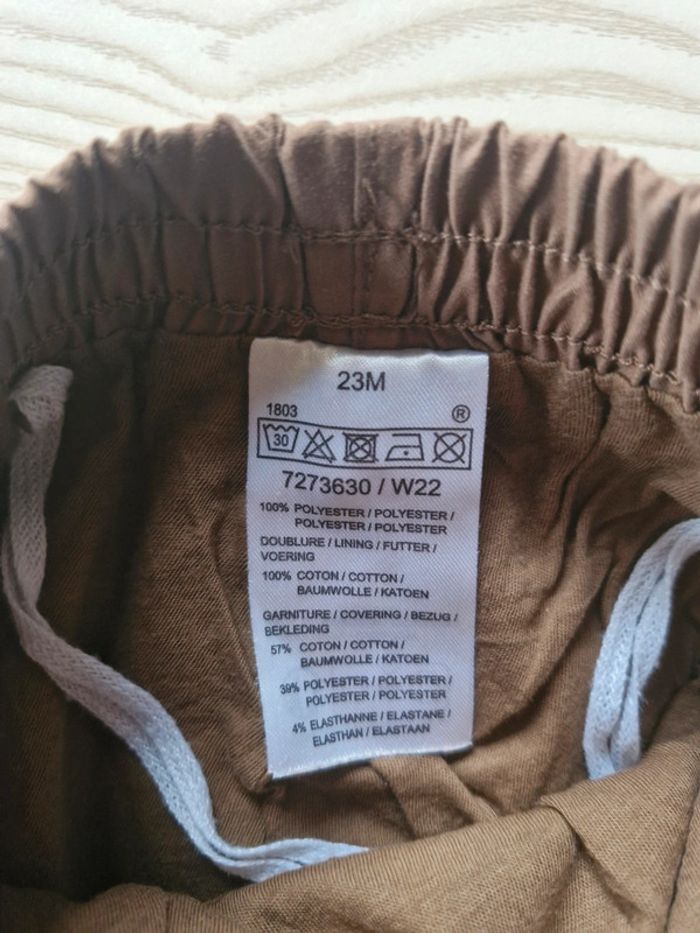 23M
1803
®
30
7273630 / W22
100% POLYESTER / POLYESTER /
POLYESTER / POLYESTER
DOUBLURE / LINING / FUTTER /
VOERING
100% COTON / COTTON /
BAUMWOLLE / KATOEN
GARNITURE / COVERING / BEZUG /
BEKLEDING
57% COTON / COTTON /
BAUMWOLLE / KATOEN
39% POLYESTER / POLYESTER /
POLYESTER / POLYESTER
4% ELASTHANNE / ELASTANE /
ELASTHAN / ELASTAAN